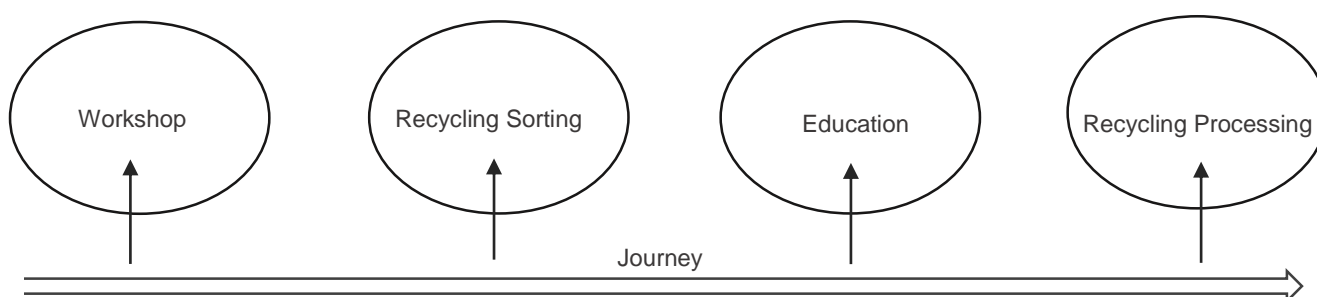 Workshop
Recycling Sorting
Education
Recycling Processing
Journey